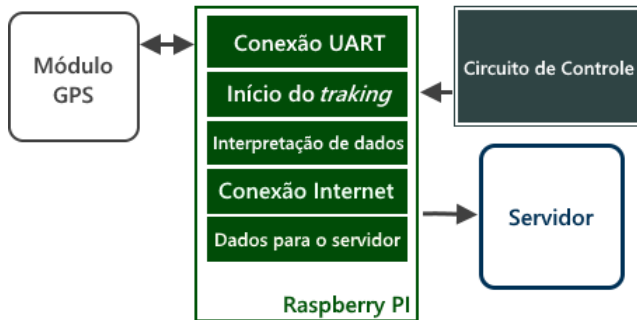 Módulo
GPS
Conexão UART
Início do traking
Interpretação de dados
Conexão Internet
Dados para o servidor
Raspberry PI
Circuito de Controle
Servidor